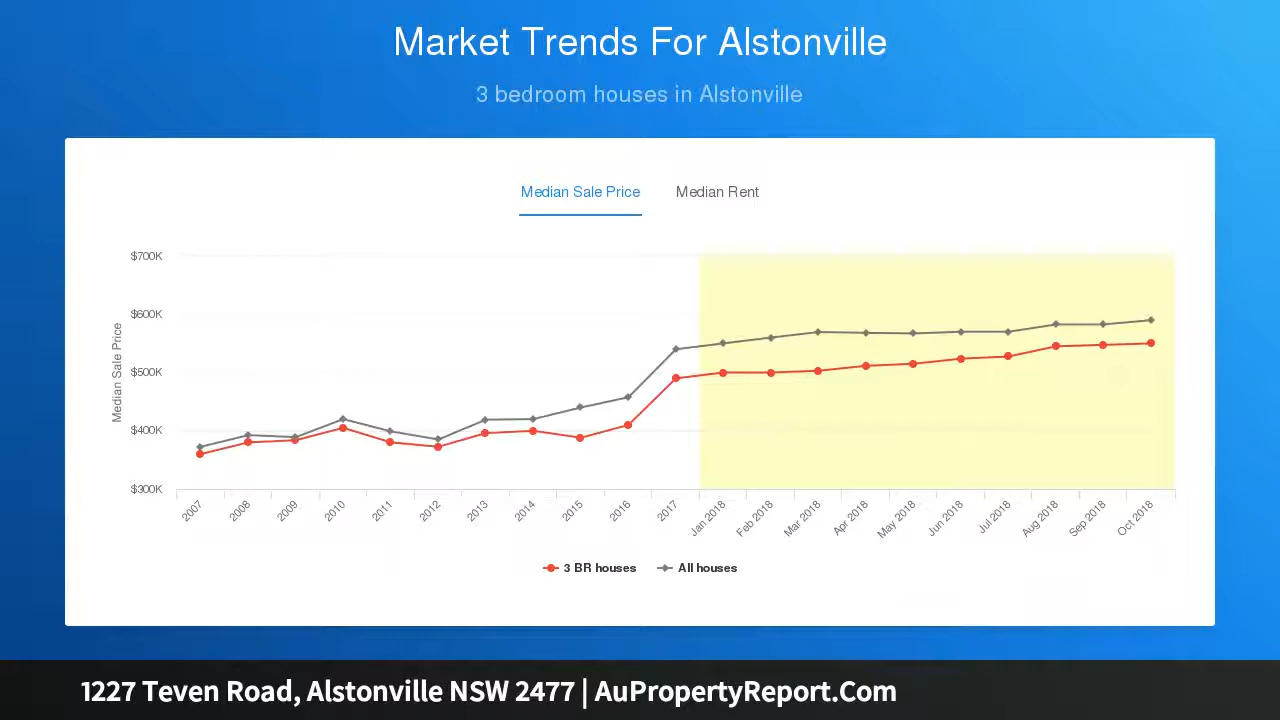 Market Trends For Alstonville
3 bedroom houses in Alstonville
Median Sale Price Median Rent
$700K
$600K
$500K
$400K
$300K
Median Sale Price
2007 2008 2009 2010 2011 2012 2013 2014 2015 2016 2017 Jan 2018 Feb 2018 Mar 2018 Apr 2018 May 2018 Jun 2018 Jul 2018 Aug 2018 Sep 2018 Oct 2018
3 BR houses All houses
1227 Teven Road, Alstonville NSW 2477 | AuPropertyReport.Com